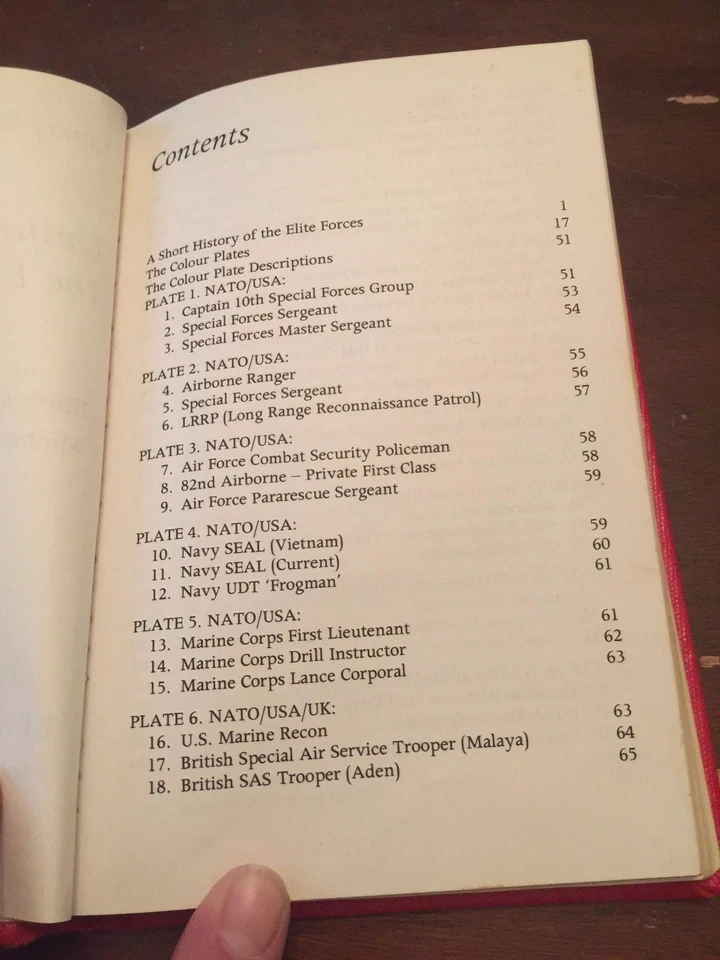 Contents
A Short History of the Elite Forces 1
The Colour Plates 17
The Colour Plate Descriptions 51
PLATE 1. NATO/USA:
1. Captain 10th Special Forces Group 51
2. Special Forces Sergeant 53
3. Special Forces Master Sergeant 54
PLATE 2. NATO/USA:
4. Airborne Ranger 55
5. Special Forces Sergeant 56
6. LRRP (Long Range Reconnaissance Patrol) 57
PLATE 3. NATO/USA:
7. Air Force Combat Security Policeman 58
8. 82nd Airborne – Private First Class 58
9. Air Force Pararescue Sergeant 59
PLATE 4. NATO/USA:
10. Navy SEAL (Vietnam) 59
11. Navy SEAL (Current) 60
12. Navy UDT ‘Frogman’ 61
PLATE 5. NATO/USA:
13. Marine Corps First Lieutenant 61
14. Marine Corps Drill Instructor 62
15. Marine Corps Lance Corporal 63
PLATE 6. NATO/USA/UK:
16. U.S. Marine Recon 63
17. British Special Air Service Trooper (Malaya) 64
18. British SAS Trooper (Aden) 65